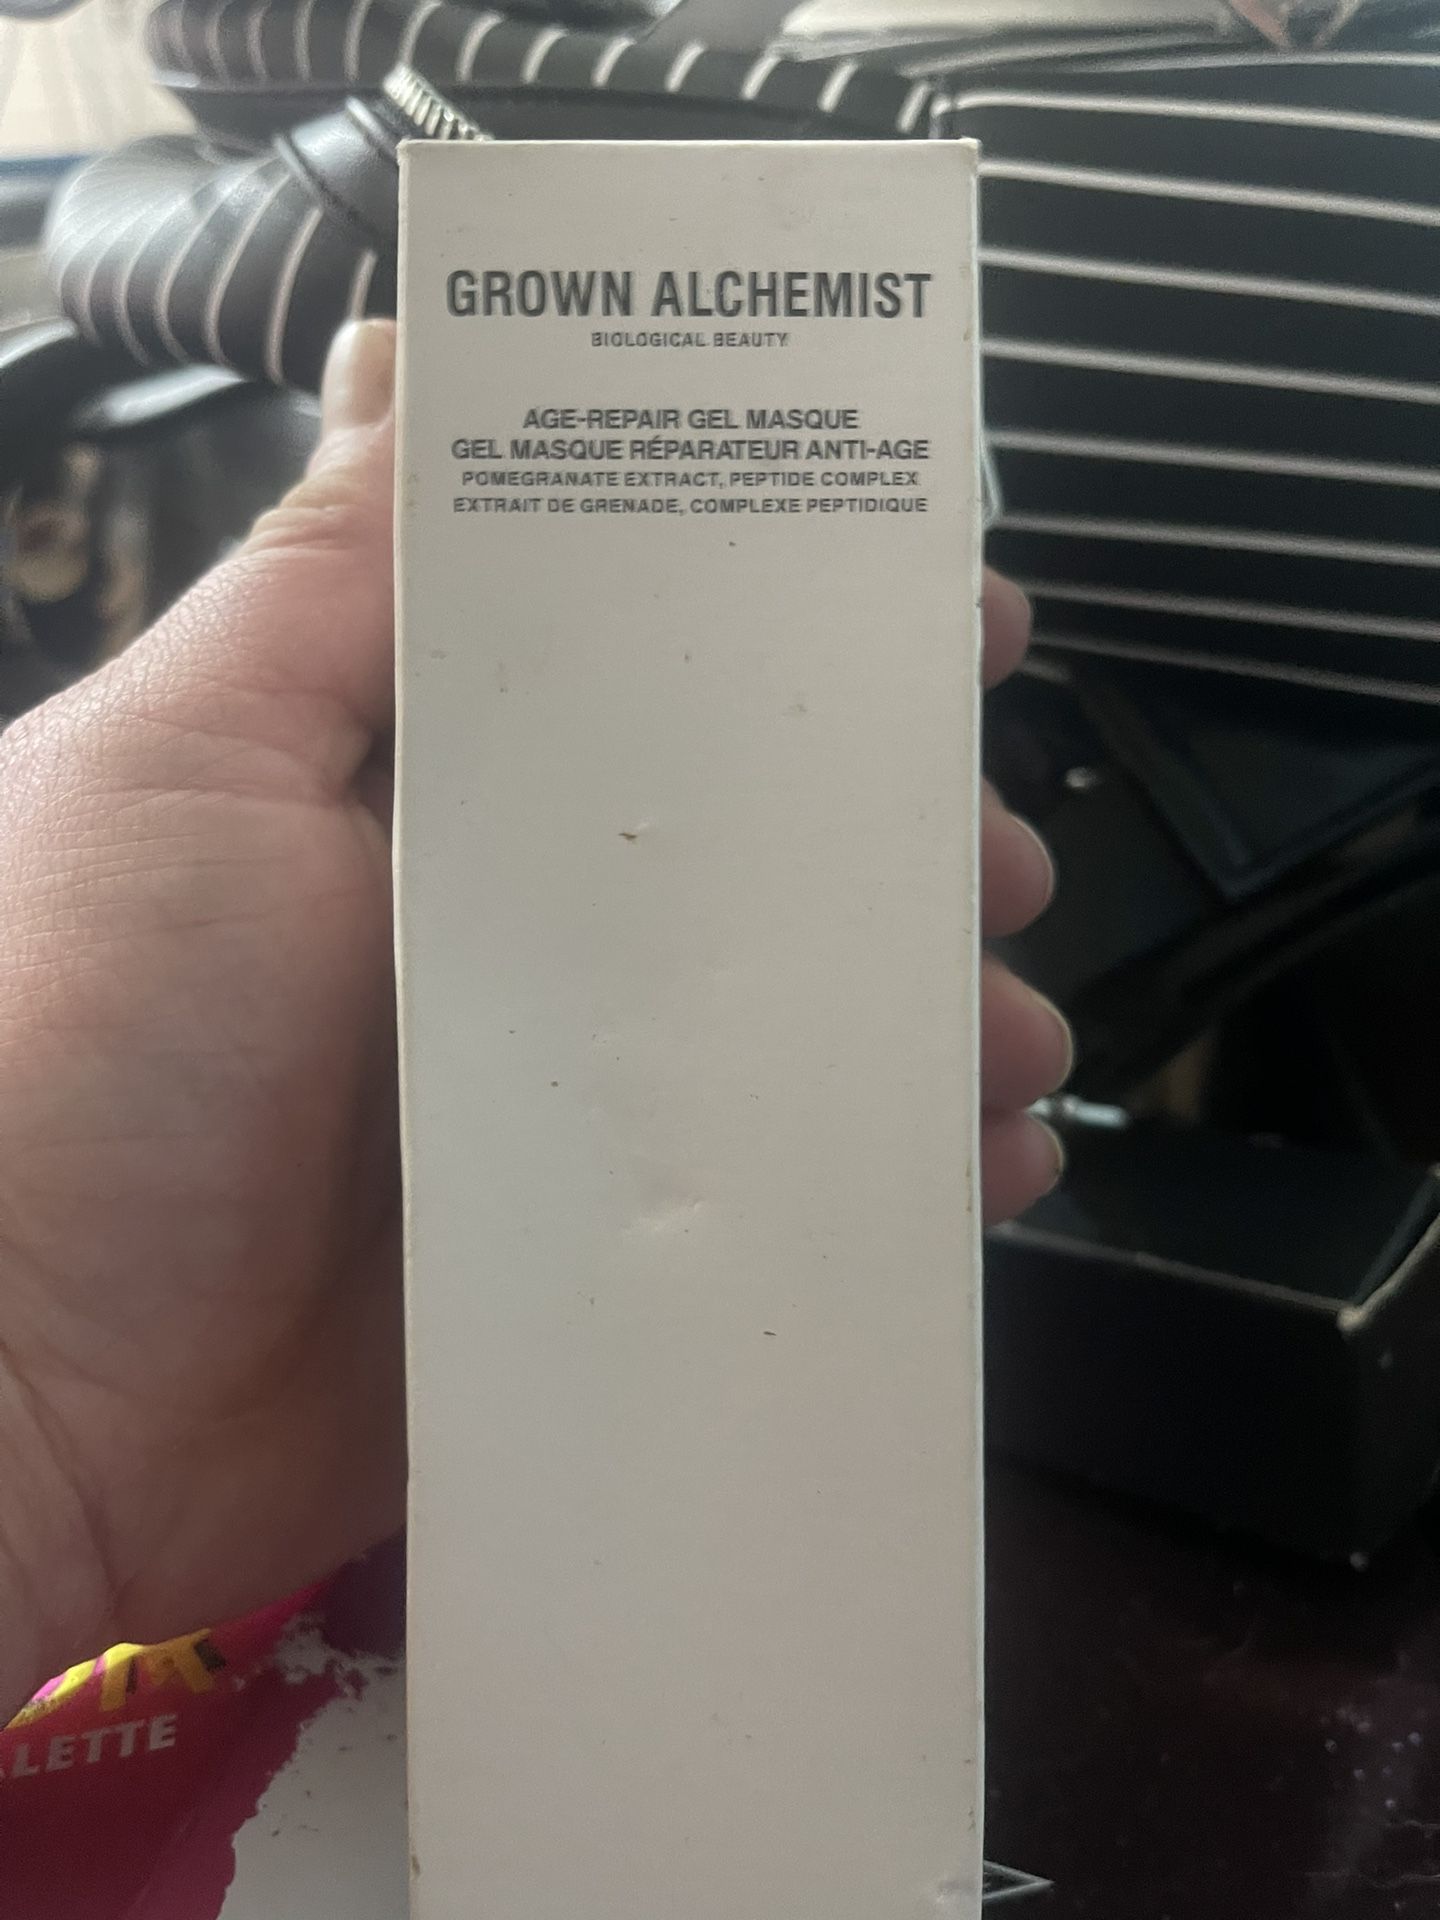 GROWN ALCHEMIST
BIOLOGICAL BEAUTY
AGE-REPAIR GEL MASQUE
GEL MASQUE RÉPARATEUR ANTI-AGE
POMEGRANATE EXTRACT, PEPTIDE COMPLEX
EXTRAIT DE GRENADE, COMPLEXE PEPTIDIQUE
LETTE